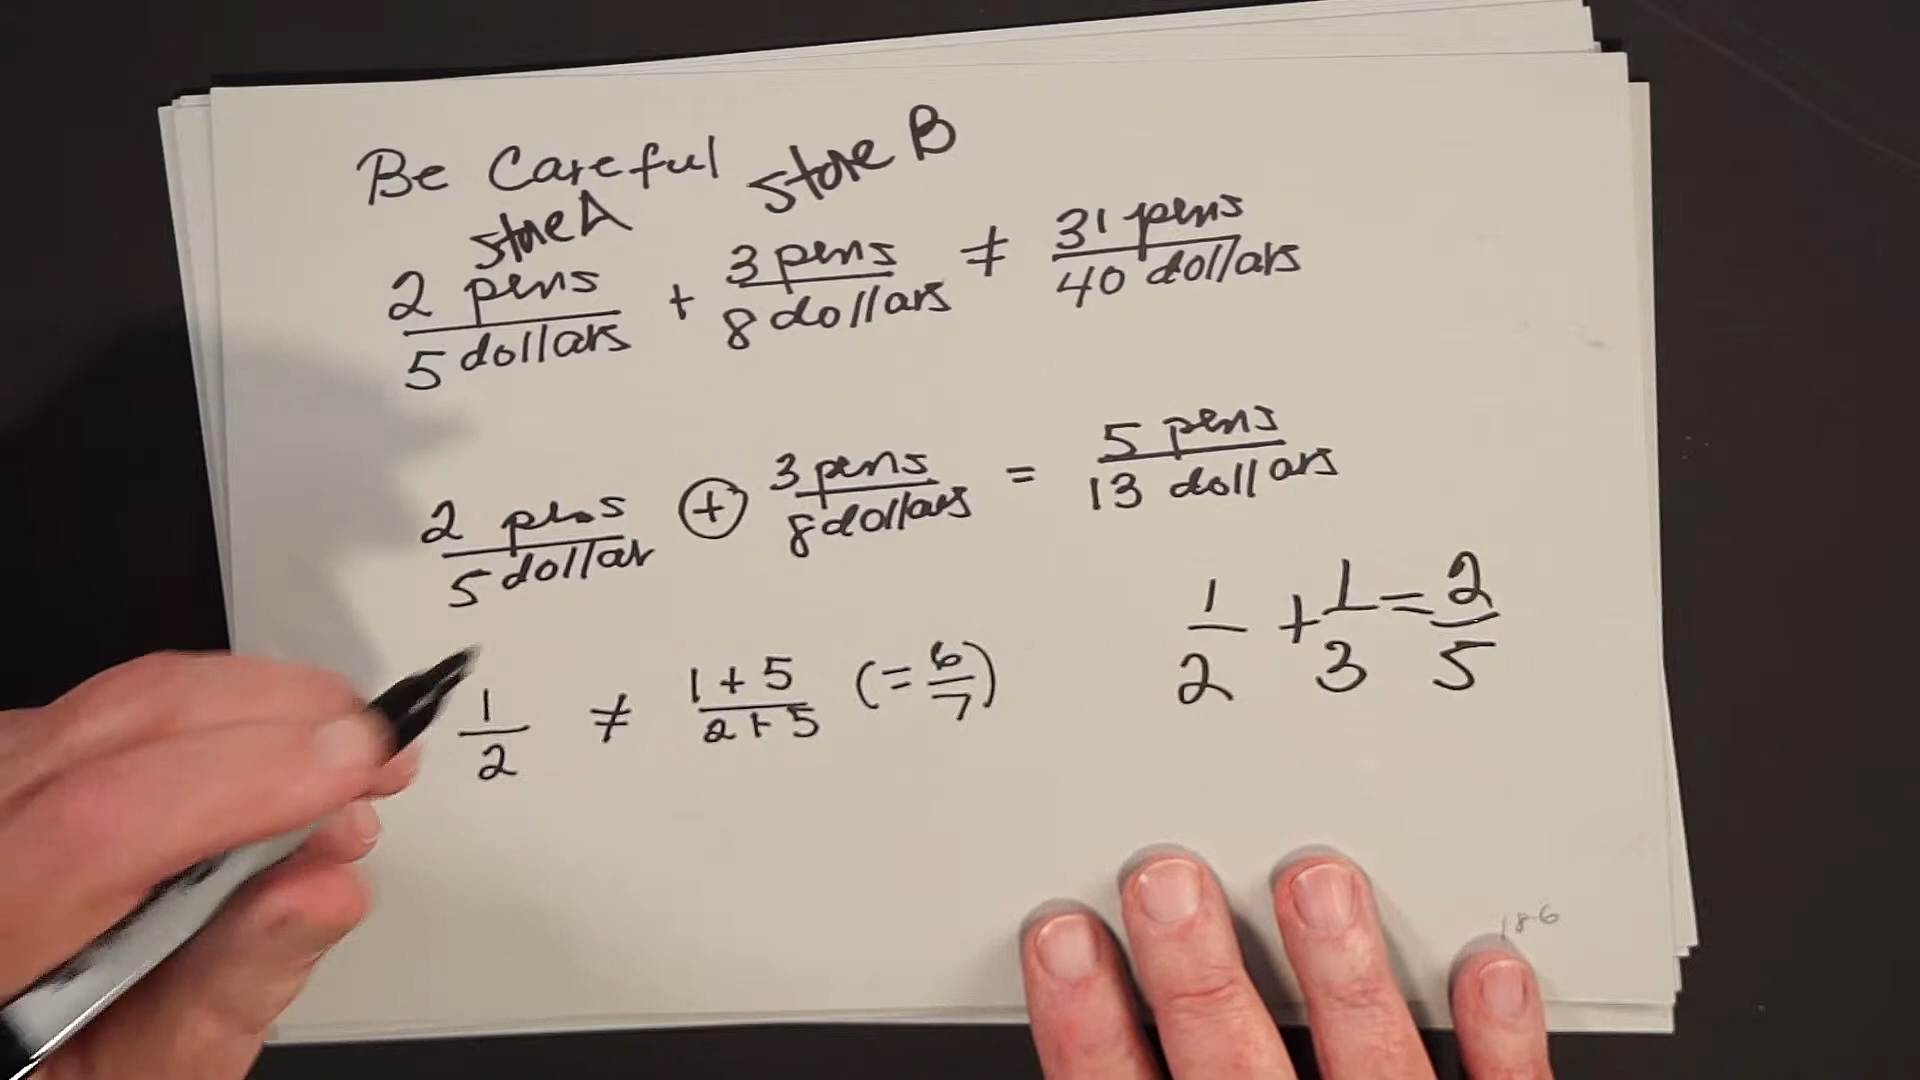 Be Careful
Store A Store B
2 pens / 5 dollars + 3 pens / 8 dollars ≠ 31 pens / 40 dollars
2 pens / 5 dollar ⊕ 3 pens / 8 dollars = 5 pens / 13 dollars
1/2 + 1/3 = 2/5
1/2 ≠ 1+5 / 2+5 (= 6/7)
186